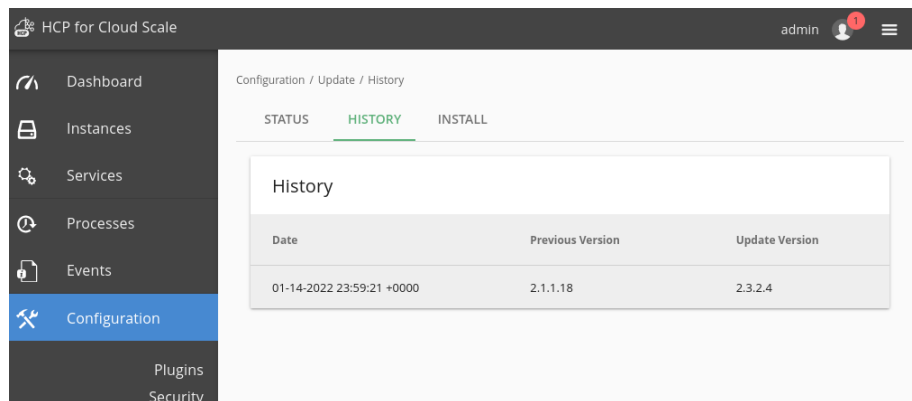 HCP for Cloud Scale
admin 1
Dashboard
Instances
Services
Processes
Events
Configuration
Plugins
Security
Configuration / Update / History
STATUS HISTORY INSTALL
History
Date Previous Version Update Version
01-14-2022 23:59:21 +0000 2.1.1.18 2.3.2.4